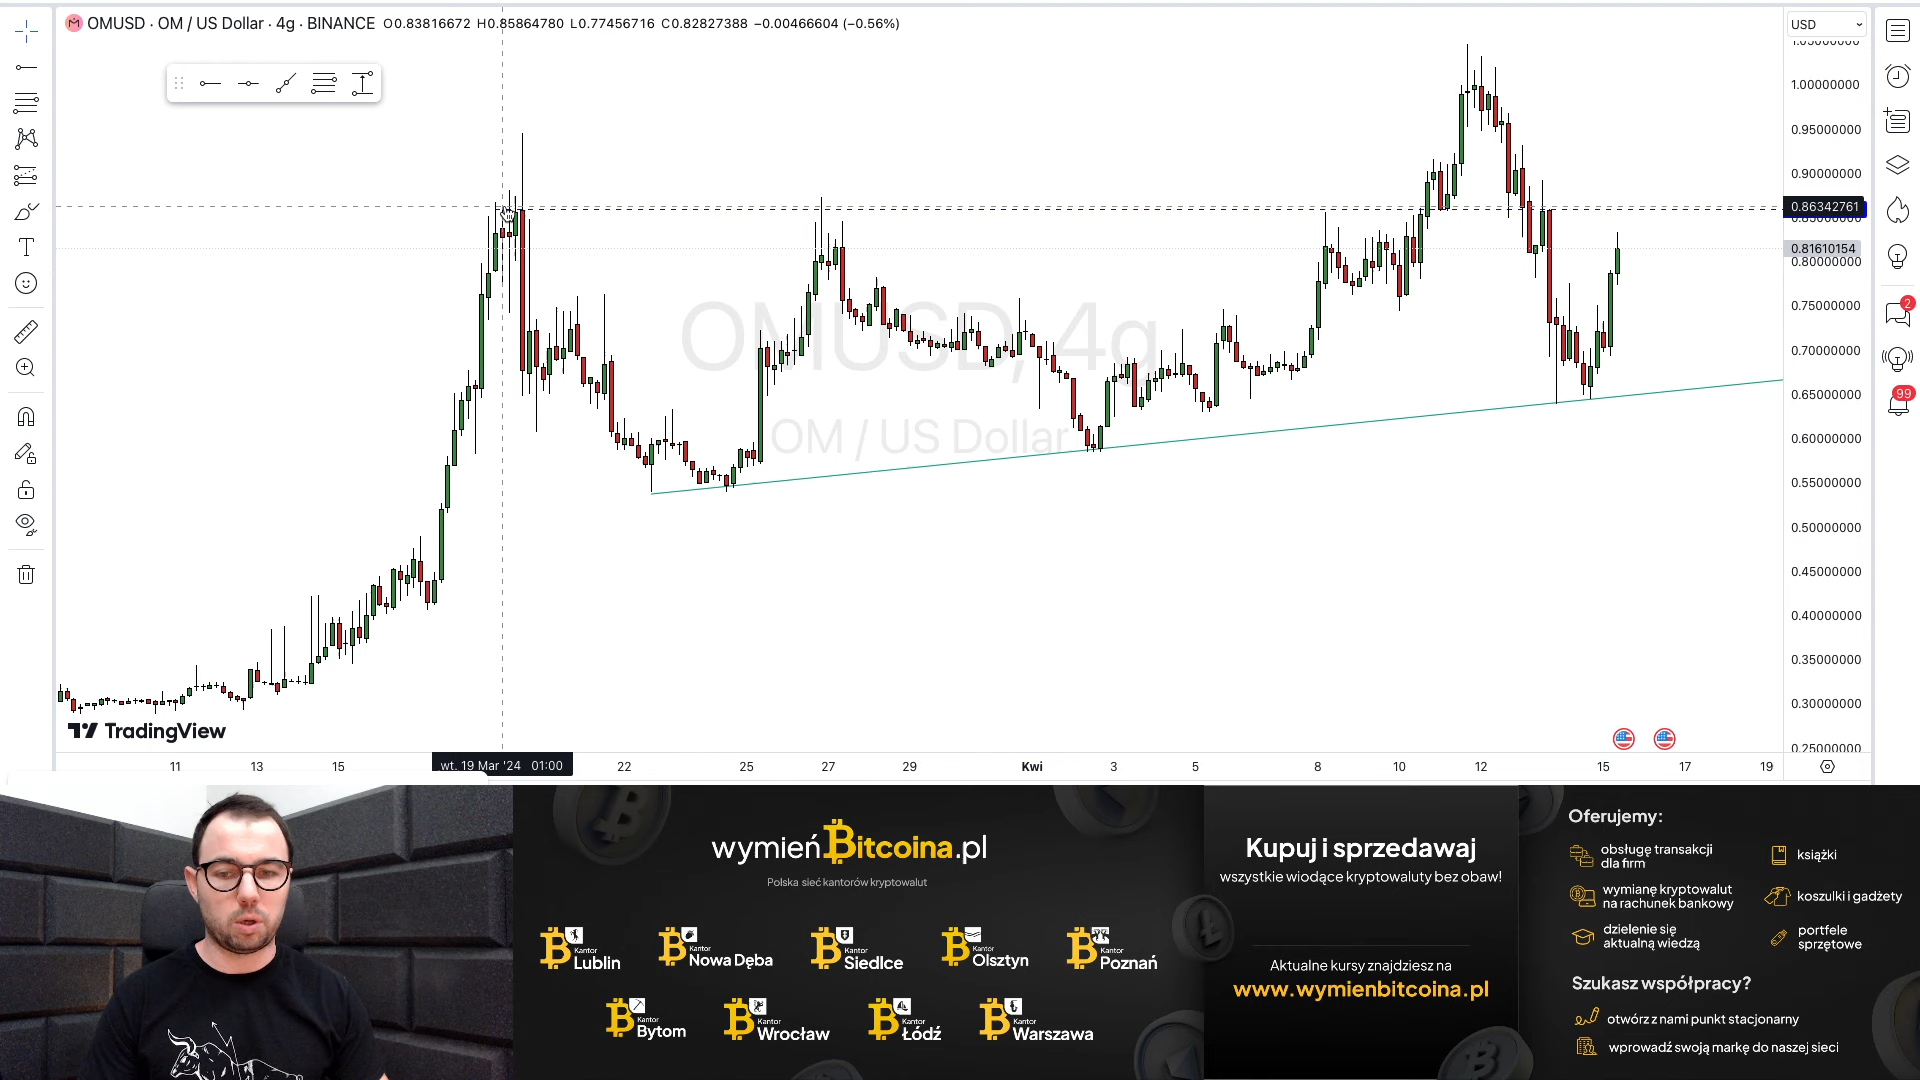 OMUSD · OM / US Dollar · 4g · BINANCE O0.83816672 H0.85864780 L0.77456716 C0.82827388 −0.00466604 (−0.56%)
USD
1.05000000
1.00000000
0.95000000
0.90000000
0.86342761
0.85000000
0.81610154
0.80000000
0.75000000
0.70000000
0.65000000
0.60000000
0.55000000
0.50000000
0.45000000
0.40000000
0.35000000
0.30000000
0.25000000
2
99
OMUSD, 4g
OM / US Dollar
TradingView
11 13 15 wt. 19 Mar '24 01:00 22 25 27 29 Kwi 3 5 8 10 12 15 17 19
wymień Bitcoina.pl
Polska sieć kantorów kryptowalut
Kantor Lublin
Kantor Nowa Dęba
Kantor Siedlce
Kantor Olsztyn
Kantor Poznań
Kantor Bytom
Kantor Wrocław
Kantor Łódź
Kantor Warszawa
Kupuj i sprzedawaj
wszystkie wiodące kryptowaluty bez obaw!
Aktualne kursy znajdziesz na
www.wymienbitcoina.pl
Oferujemy:
obsługę transakcji
dla firm
wymianę kryptowalut
na rachunek bankowy
dzielenie się
aktualną wiedzą
książki
koszulki i gadżety
portfele
sprzętowe
Szukasz współpracy?
otwórz z nami punkt stacjonarny
wprowadź swoją markę do naszej sieci